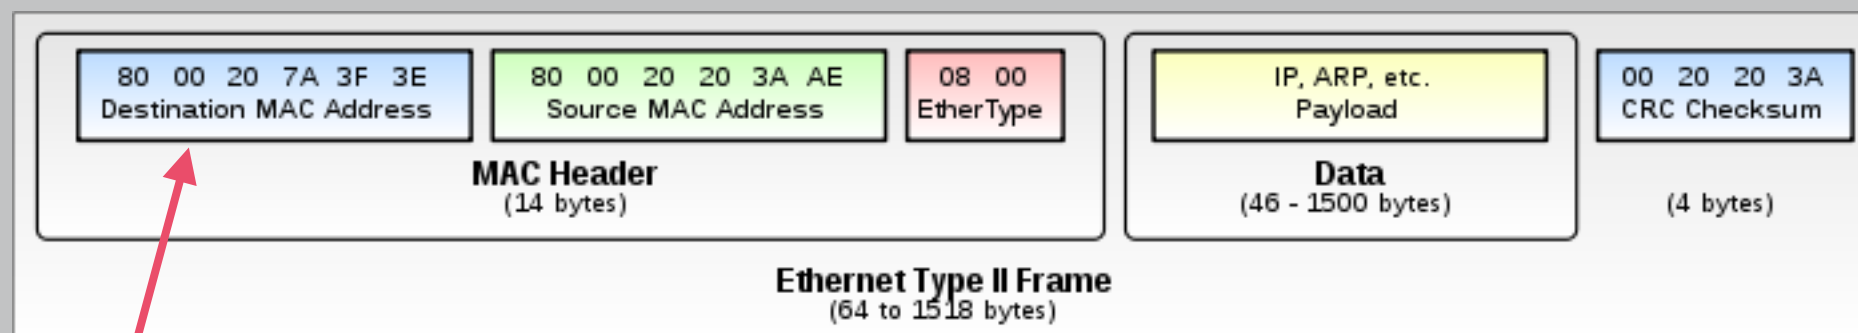 80 00 20 7A 3F 3E
Destination MAC Address
80 00 20 20 3A AE
Source MAC Address
08 00
EtherType
MAC Header
(14 bytes)
IP, ARP, etc.
Payload
Data
(46 - 1500 bytes)
00 20 20 3A
CRC Checksum
(4 bytes)
Ethernet Type II Frame
(64 to 1518 bytes)